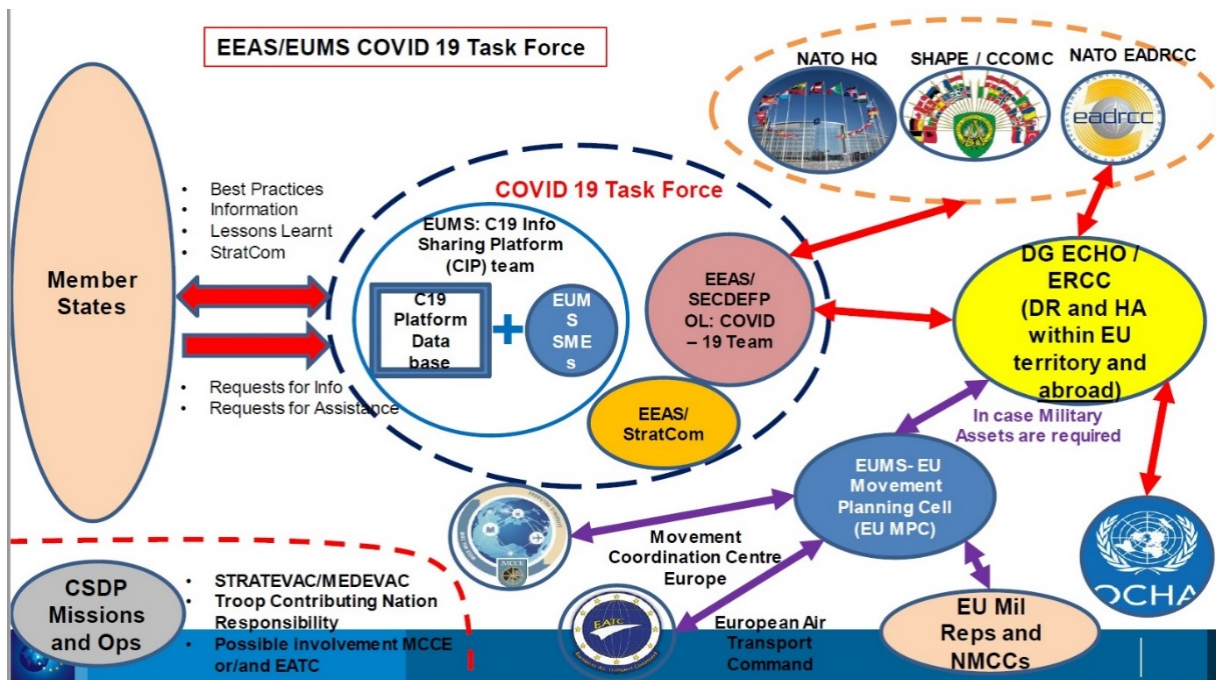 EEAS/EUMS COVID 19 Task Force
NATO HQ
SHAPE / CCOMC
NATO EADRCC
eadrcc
• Best Practices
• Information
• Lessons Learnt
• StratCom
Member
States
• Requests for Info
• Requests for Assistance
COVID 19 Task Force
EUMS: C19 Info
Sharing Platform
(CIP) team
C19
Platform
Data
base
+
EUM
S
SME
s
EEAS/
SECDEFP
OL: COVID
– 19 Team
EEAS/
StratCom
DG ECHO /
ERCC
(DR and HA
within EU
territory and
abroad)
In case Military
Assets are required
EUMS- EU
Movement
Planning Cell
(EU MPC)
MCCE
Movement
Coordination Centre
Europe
EATC
European Air
Transport
Command
EU Mil
Reps and
NMCCs
OCHA
CSDP
Missions
and Ops
• STRATEVAC/MEDEVAC
• Troop Contributing Nation
Responsibility
• Possible involvement MCCE
or/and EATC